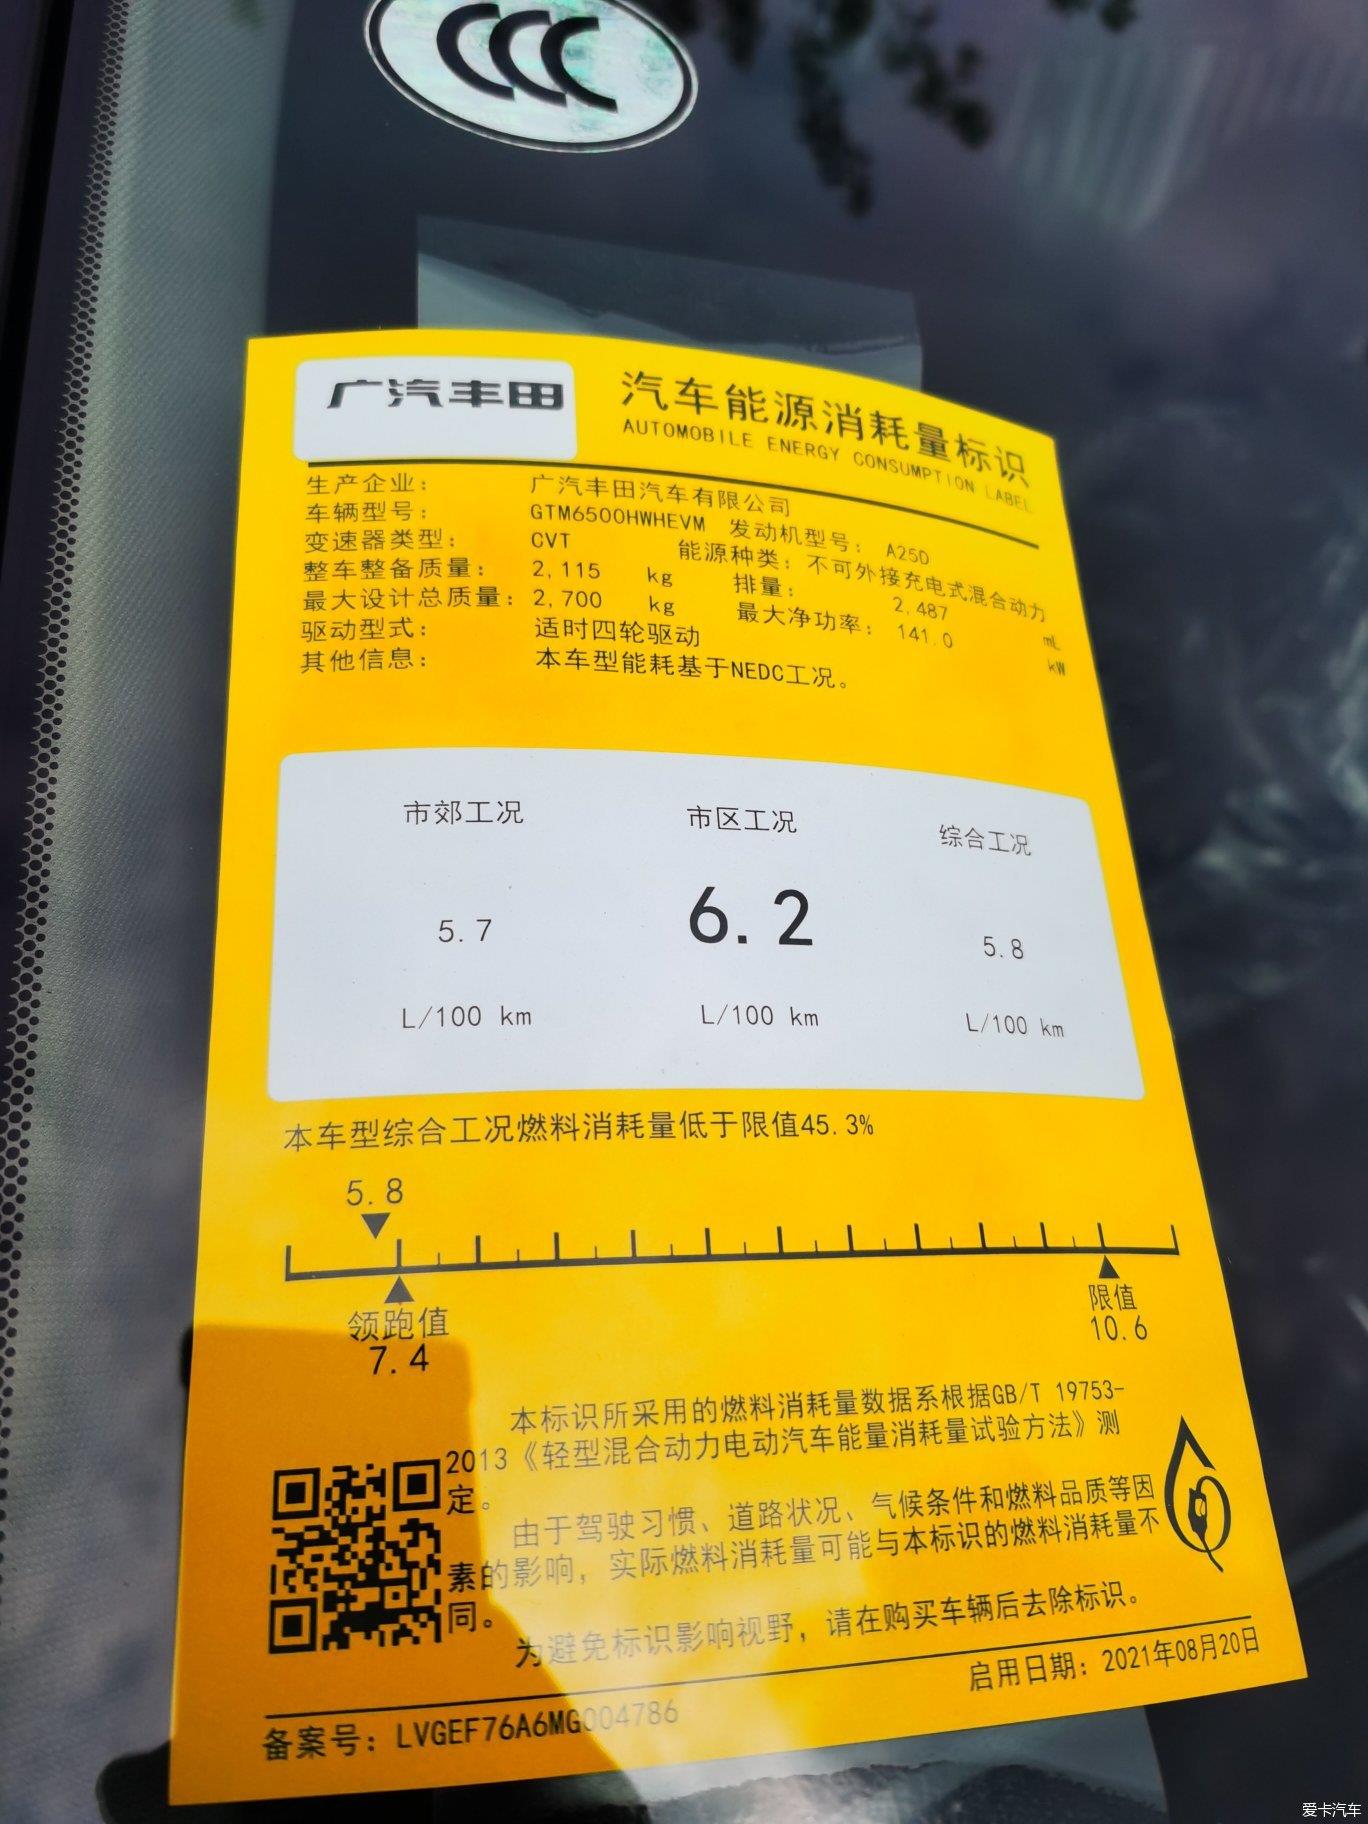 CCC
广汽丰田
汽车能源消耗量标识
AUTOMOBILE ENERGY CONSUMPTION LABEL
生产企业： 广汽丰田汽车有限公司
车辆型号： GTM6500HWHEVM 发动机型号： A25D
变速器类型： CVT 能源种类：不可外接充电式混合动力
整车整备质量： 2,115 kg 排量： 2,487 mL
最大设计总质量：2,700 kg 最大净功率： 141.0 kW
驱动型式： 适时四轮驱动
其他信息： 本车型能耗基于NEDC工况。
市郊工况 市区工况 综合工况
5.7 6.2 5.8
L/100 km L/100 km L/100 km
本车型综合工况燃料消耗量低于限值45.3%
5.8
领跑值 限值
7.4 10.6
本标识所采用的燃料消耗量数据系根据GB/T 19753-
2013《轻型混合动力电动汽车能量消耗量试验方法》测
定。
由于驾驶习惯、道路状况、气候条件和燃料品质等因
素的影响，实际燃料消耗量可能与本标识的燃料消耗量不
同。
为避免标识影响视野，请在购买车辆后去除标识。
备案号：LVGEF76A6MG004786 启用日期：2021年08月20日
爱卡汽车